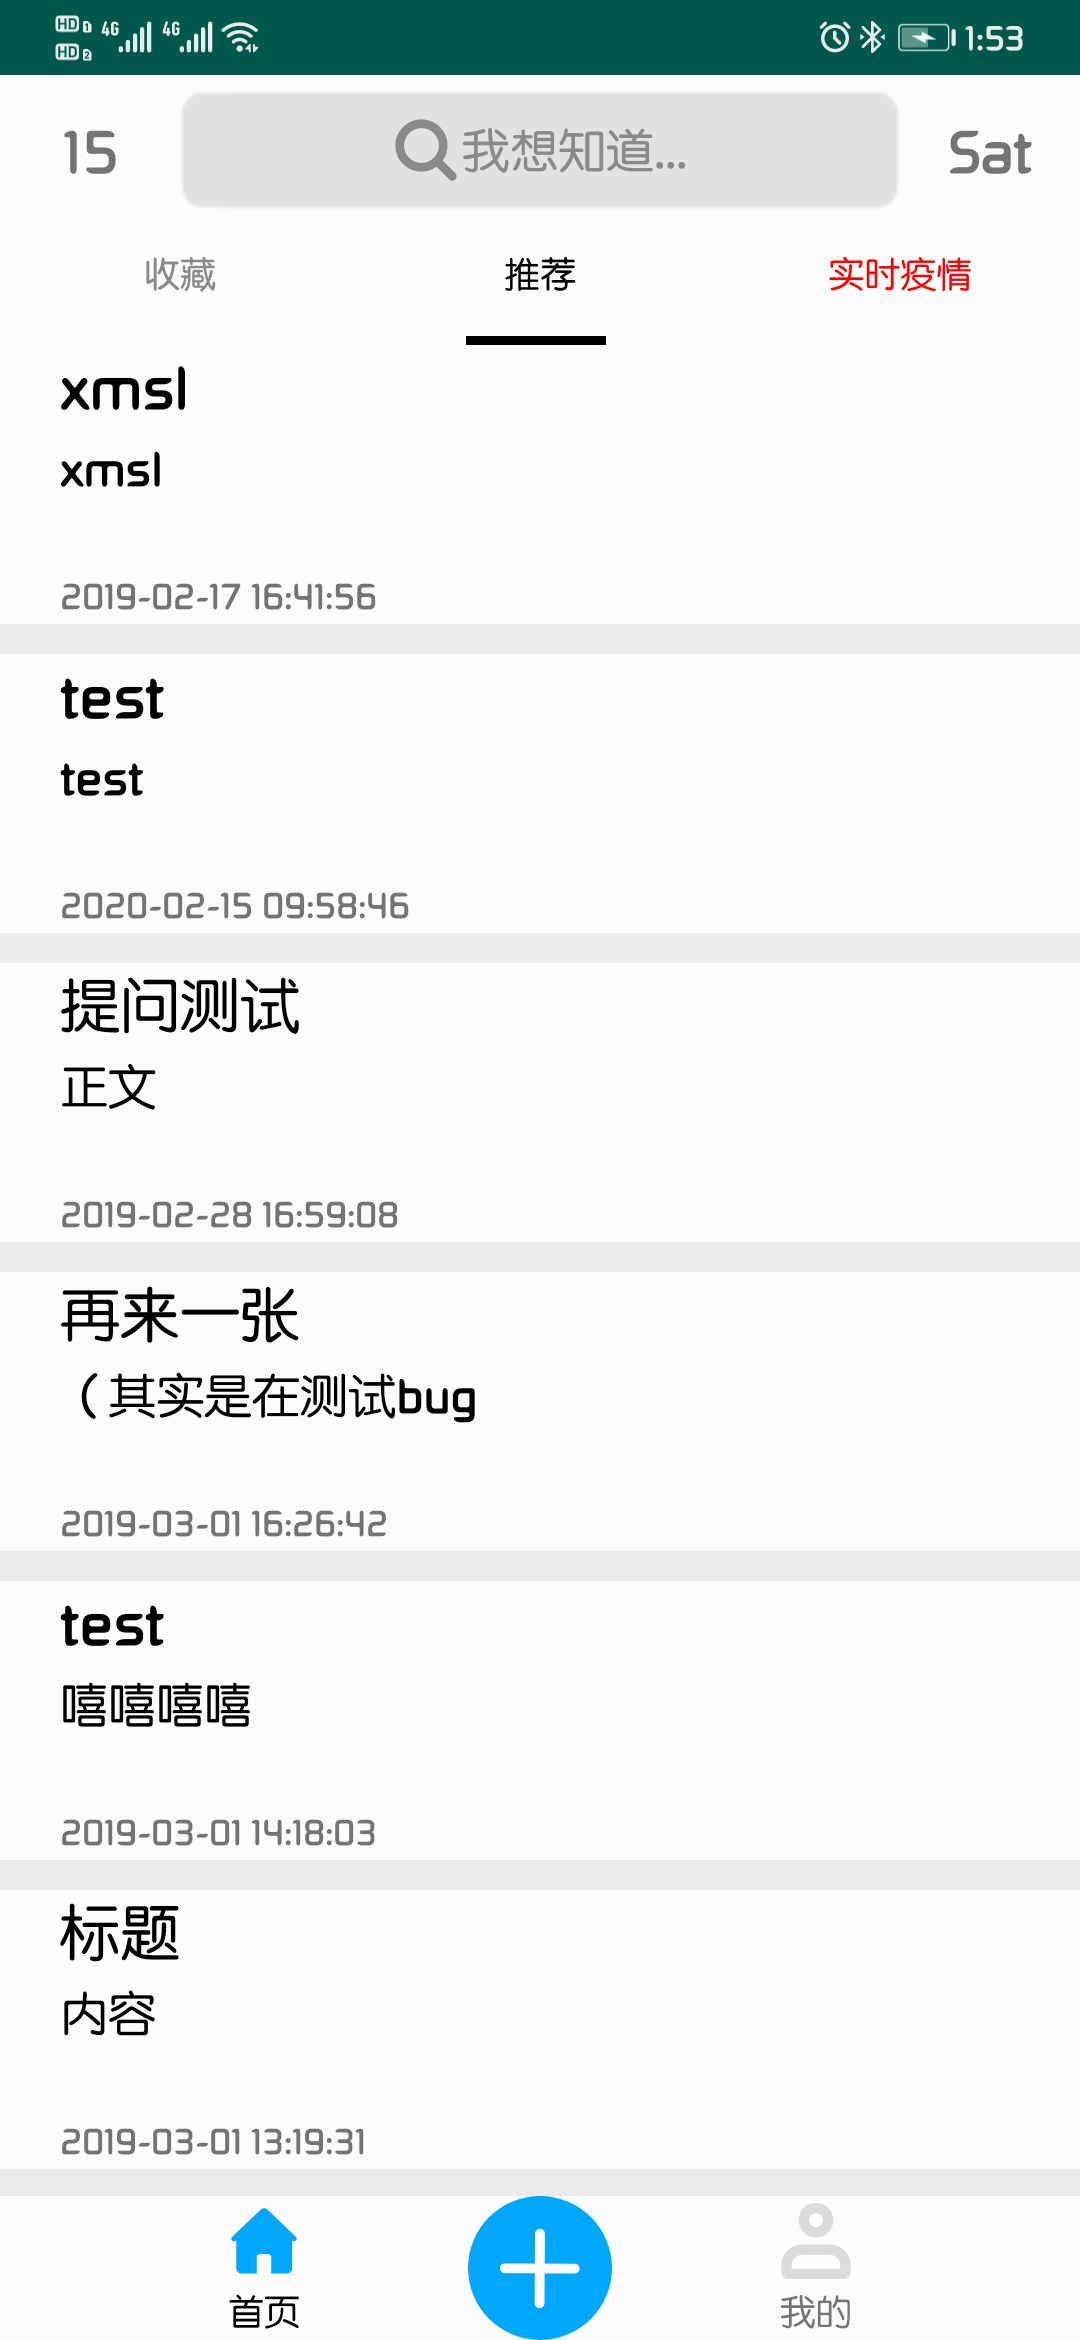 HD 1 4G 4G
HD 2
1:53
15
我想知道...
Sat
收藏
推荐
实时疫情
xmsl
xmsl
2019-02-17 16:41:56
test
test
2020-02-15 09:58:46
提问测试
正文
2019-02-28 16:59:08
再来一张
（其实是在测试bug
2019-03-01 16:26:42
test
嘻嘻嘻嘻
2019-03-01 14:18:03
标题
内容
2019-03-01 13:19:31
首页
我的